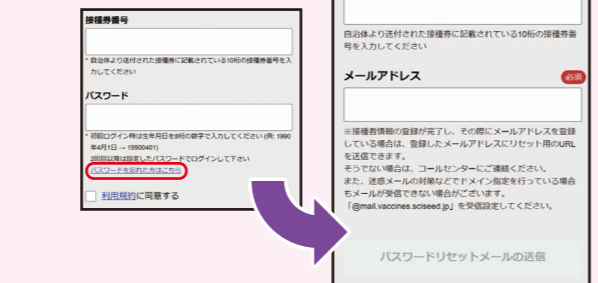 接種券番号
* 自治体より送付された接種券に記載されている10桁の接種券番号を入
力してください
パスワード
* 初回ログイン時は生年月日を8桁の数字で入力してください (例: 1990
年4月1日 → 19900401)
2回目以降は設定したパスワードでログインして下さい
パスワードを忘れた方はこちら
利用規約に同意する
自治体より送付された接種券に記載されている10桁の接種券番
号を入力してください
メールアドレス
必須
※接種者情報の登録が完了し、その際にメールアドレスを登録
している場合は、登録したメールアドレスにリセット用のURL
を送信できます。
そうでない場合は、コールセンターにご連絡ください。
また、迷惑メールの対策などでドメイン指定を行っている場合
もメールが受信できない場合がございます。
「@mail.vaccines.sciseed.jp」を受信設定してください。
パスワードリセットメールの送信